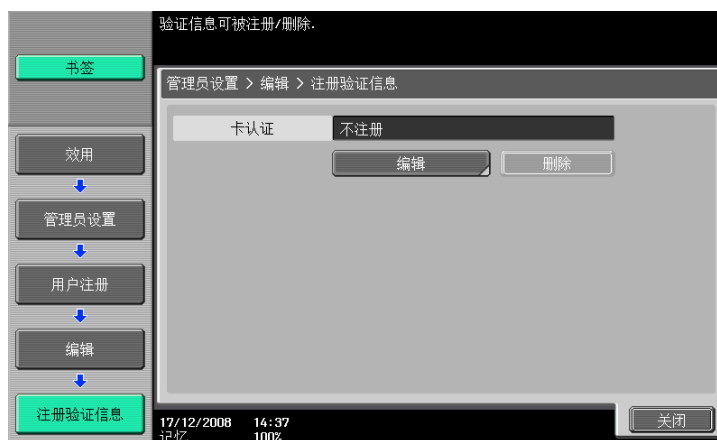 验证信息可被注册/删除.
书签
管理员设置 > 编辑 > 注册验证信息
卡认证 不注册
编辑 删除
效用
管理员设置
用户注册
编辑
注册验证信息
17/12/2008 14:37
记忆 100%
关闭